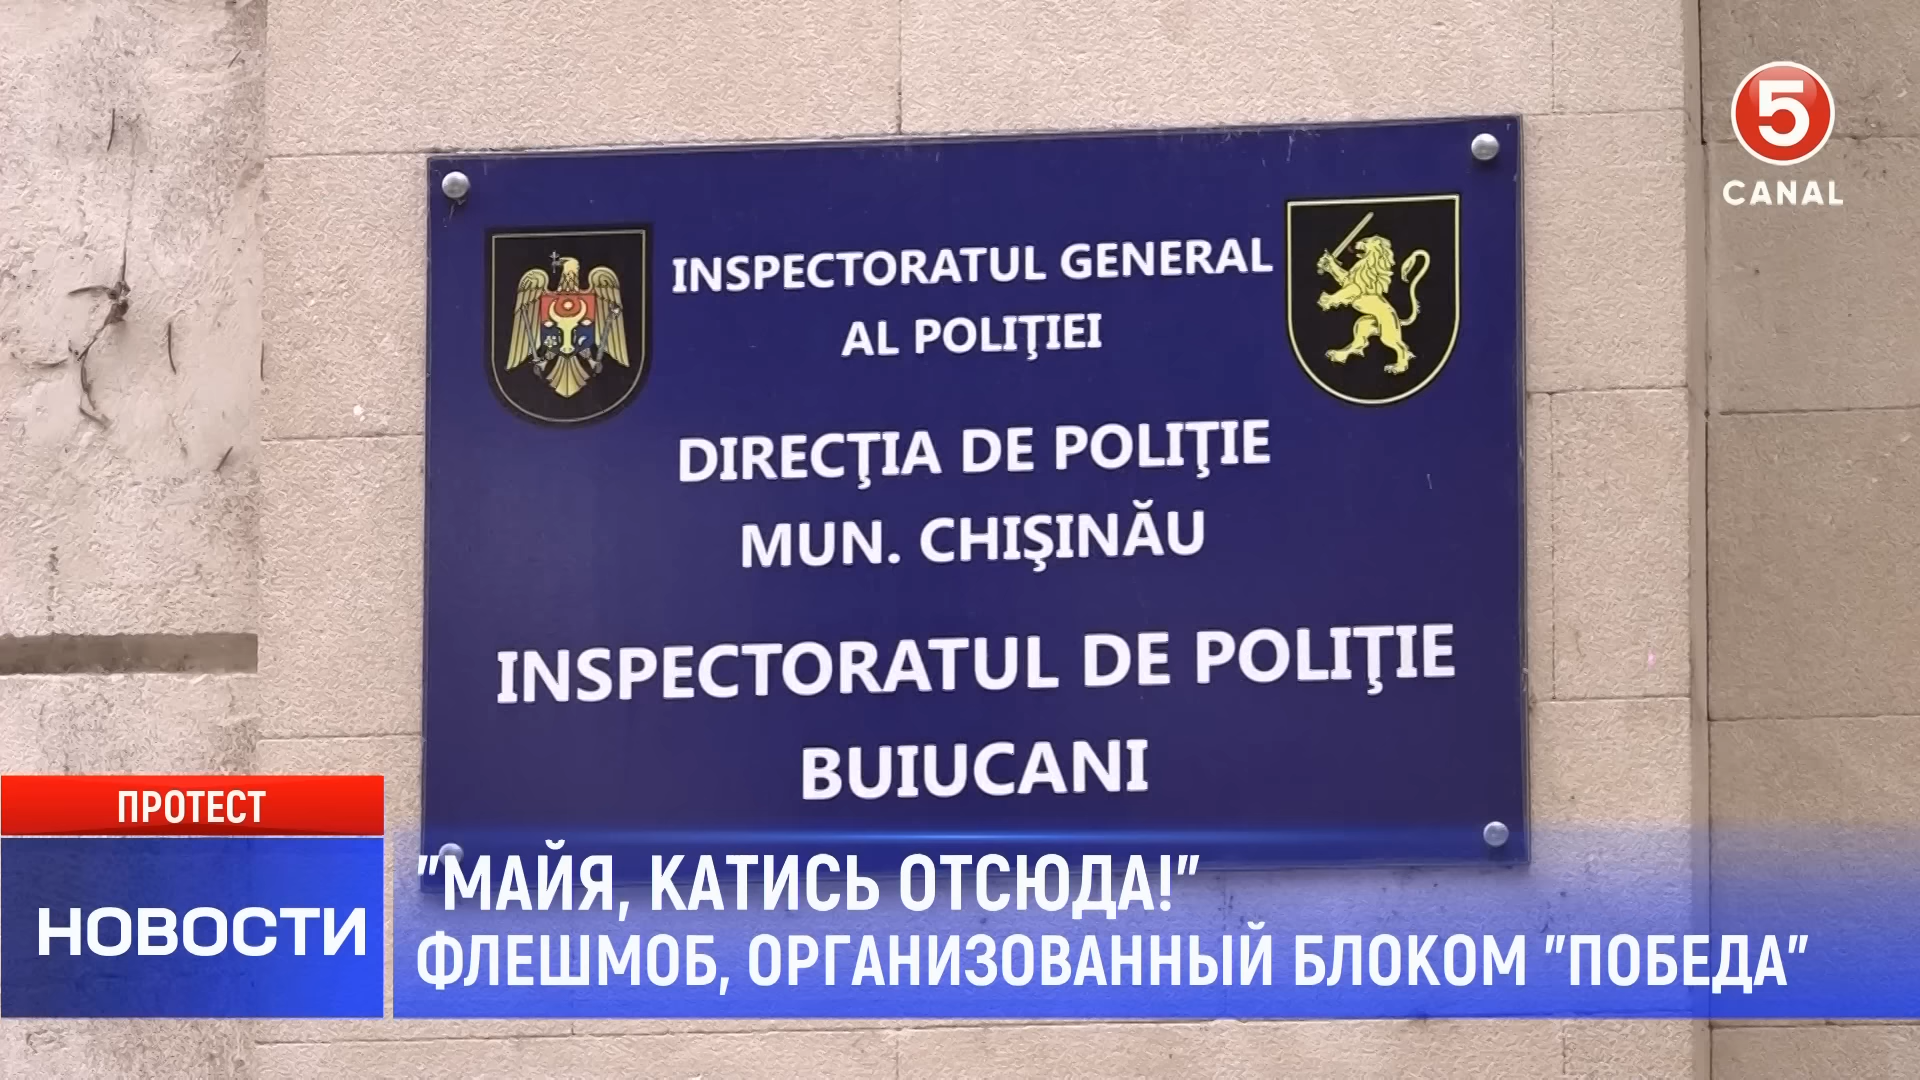 5
CANAL
INSPECTORATUL GENERAL
AL POLIŢIEI
DIRECŢIA DE POLIŢIE
MUN. CHIŞINĂU
INSPECTORATUL DE POLIŢIE
BUIUCANI
ПРОТЕСТ
НОВОСТИ
"МАЙЯ, КАТИСЬ ОТСЮДА!"
ФЛЕШМОБ, ОРГАНИЗОВАННЫЙ БЛОКОМ "ПОБЕДА"